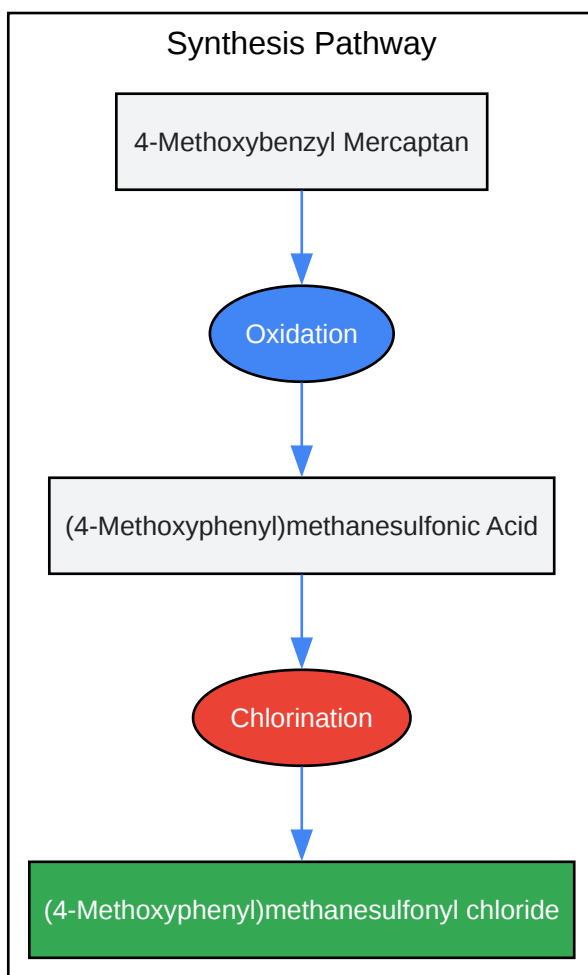 Synthesis Pathway
4-Methoxybenzyl Mercaptan
Oxidation
(4-Methoxyphenyl)methanesulfonic Acid
Chlorination
(4-Methoxyphenyl)methanesulfonyl chloride